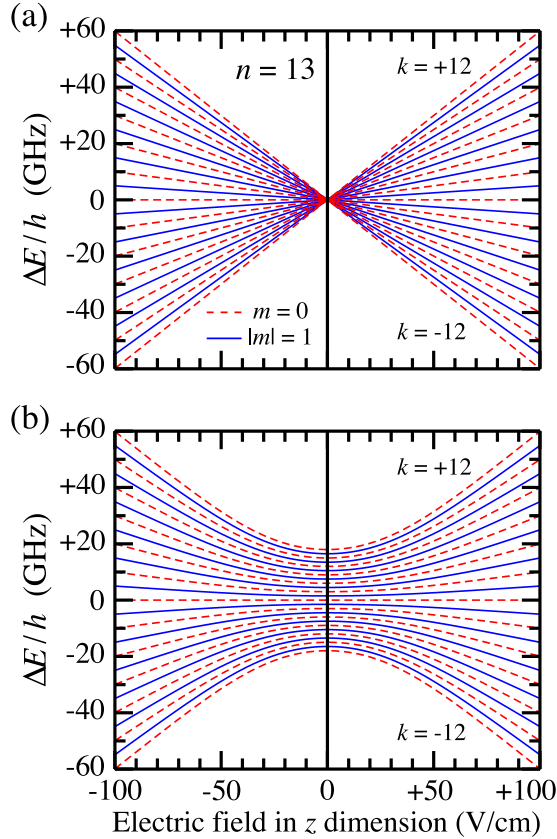 (a)
+60
+40
+20
0
-20
-40
-60
ΔE/h (GHz)
n = 13
k = +12
m = 0
|m| = 1
k = -12
(b)
+60
+40
+20
0
-20
-40
-60
ΔE/h (GHz)
k = +12
k = -12
-100 -50 0 +50 +100
Electric field in z dimension (V/cm)